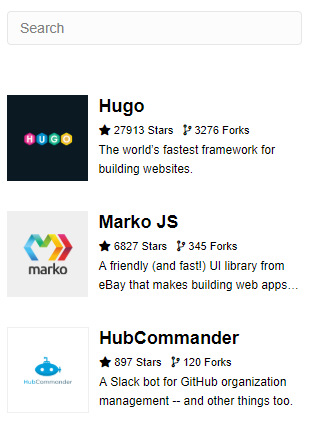 Search
HUGO
Hugo
27913 Stars 3276 Forks
The world's fastest framework for
building websites.
marko
Marko JS
6827 Stars 345 Forks
A friendly (and fast!) UI library from
eBay that makes building web apps…
HubCommander
HubCommander
897 Stars 120 Forks
A Slack bot for GitHub organization
management -- and other things too.